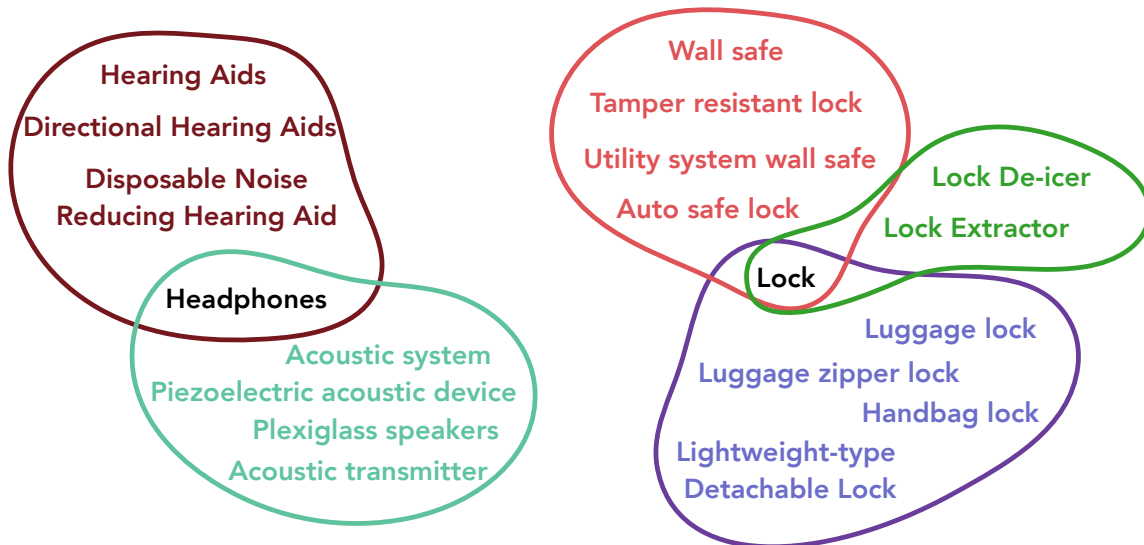 Hearing Aids
Directional Hearing Aids
Disposable Noise
Reducing Hearing Aid
Headphones
Acoustic system
Piezoelectric acoustic device
Plexiglass speakers
Acoustic transmitter
Wall safe
Tamper resistant lock
Utility system wall safe
Auto safe lock
Lock De-icer
Lock Extractor
Lock
Luggage lock
Luggage zipper lock
Handbag lock
Lightweight-type
Detachable Lock